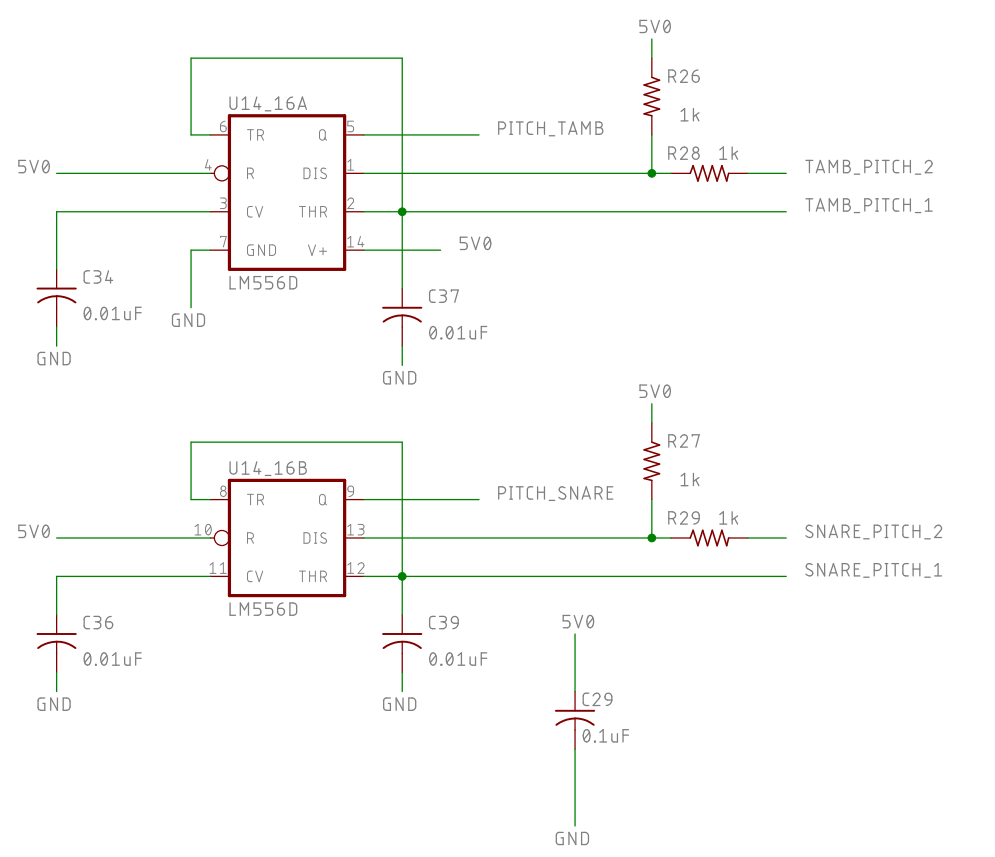 5V0
R26
1k
U14_16A
6
TR
Q
5
PITCH_TAMB
5V0
4
R
DIS
1
R28 1k
TAMB_PITCH_2
3
CV
THR
2
TAMB_PITCH_1
7
GND
V+
14
5V0
LM556D
C34
0.01uF
GND
GND
C37
0.01uF
GND
5V0
R27
1k
U14_16B
8
TR
Q
9
PITCH_SNARE
5V0
10
R
DIS
13
R29 1k
SNARE_PITCH_2
11
CV
THR
12
SNARE_PITCH_1
LM556D
C36
0.01uF
GND
C39
0.01uF
GND
5V0
C29
0.1uF
GND